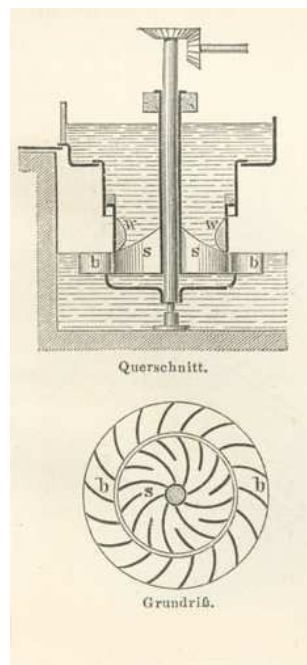 w w
s s
b b
Querschnitt.
b s b
Grundriß.